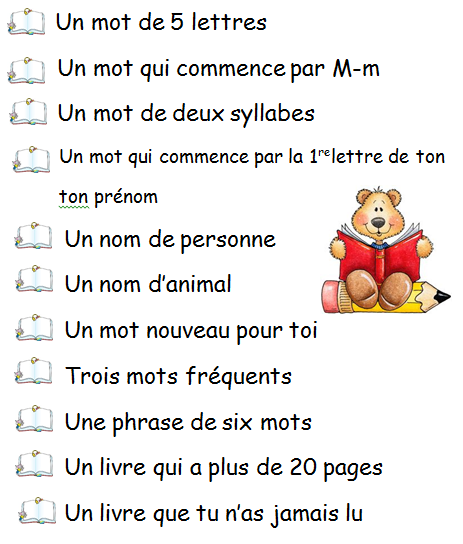 Un mot de 5 lettres
Un mot qui commence par M-m
Un mot de deux syllabes
Un mot qui commence par la 1re lettre de ton
ton prénom
Un nom de personne
Un nom d'animal
Un mot nouveau pour toi
Trois mots fréquents
Une phrase de six mots
Un livre qui a plus de 20 pages
Un livre que tu n'as jamais lu